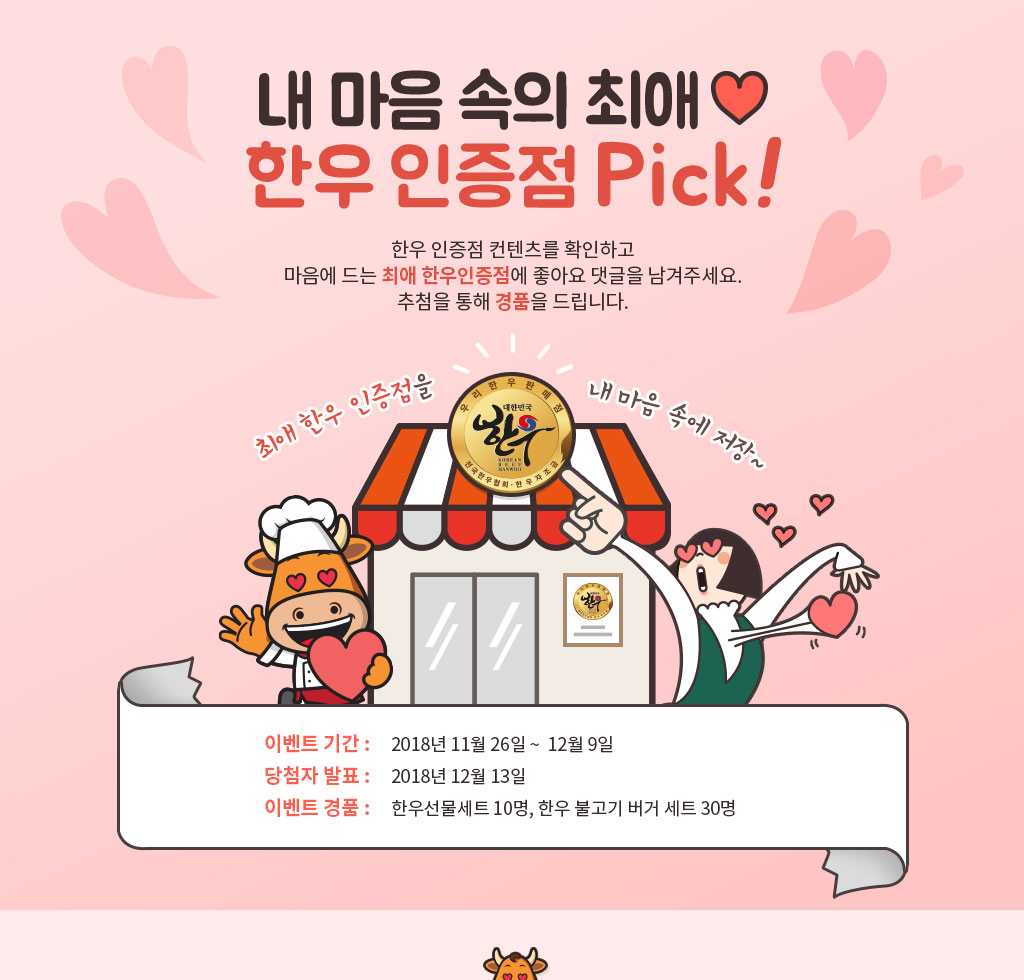 내 마음 속의 최애
한우 인증점 Pick!
한우 인증점 컨텐츠를 확인하고
마음에 드는 최애 한우인증점에 좋아요 댓글을 남겨주세요.
추첨을 통해 경품을 드립니다.
최애 한우 인증점을
내 마음 속에 저장~
우리한우판매점
대한민국
한우
KOREAN
BEEF
HANWOO
전국한우협회·한우자조금
한우
이벤트 기간 : 2018년 11월 26일 ~ 12월 9일
당첨자 발표 : 2018년 12월 13일
이벤트 경품 : 한우선물세트 10명, 한우 불고기 버거 세트 30명